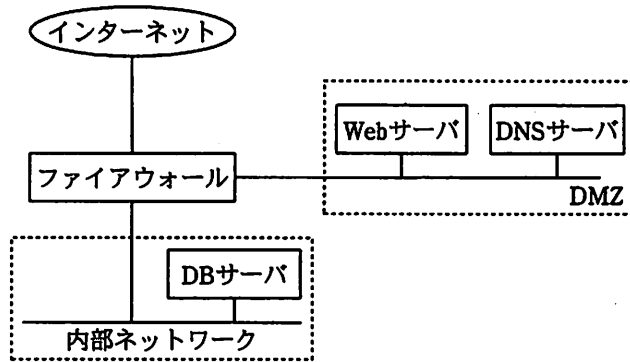 インターネット
Webサーバ
DNSサーバ
ファイアウォール
DMZ
DBサーバ
内部ネットワーク